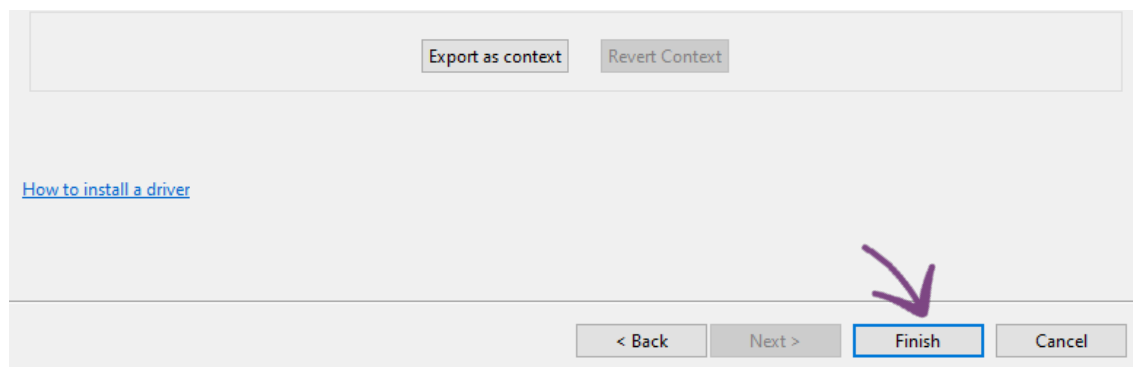 Export as context Revert Context
How to install a driver
< Back Next > Finish Cancel